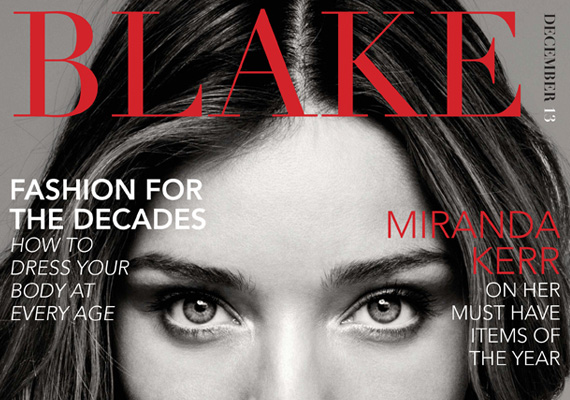 BLAKE
DECEMBER 13
FASHION FOR
THE DECADES
HOW TO
DRESS YOUR
BODY AT
EVERY AGE
MIRANDA
KERR
ON HER
MUST HAVE
ITEMS OF
THE YEAR